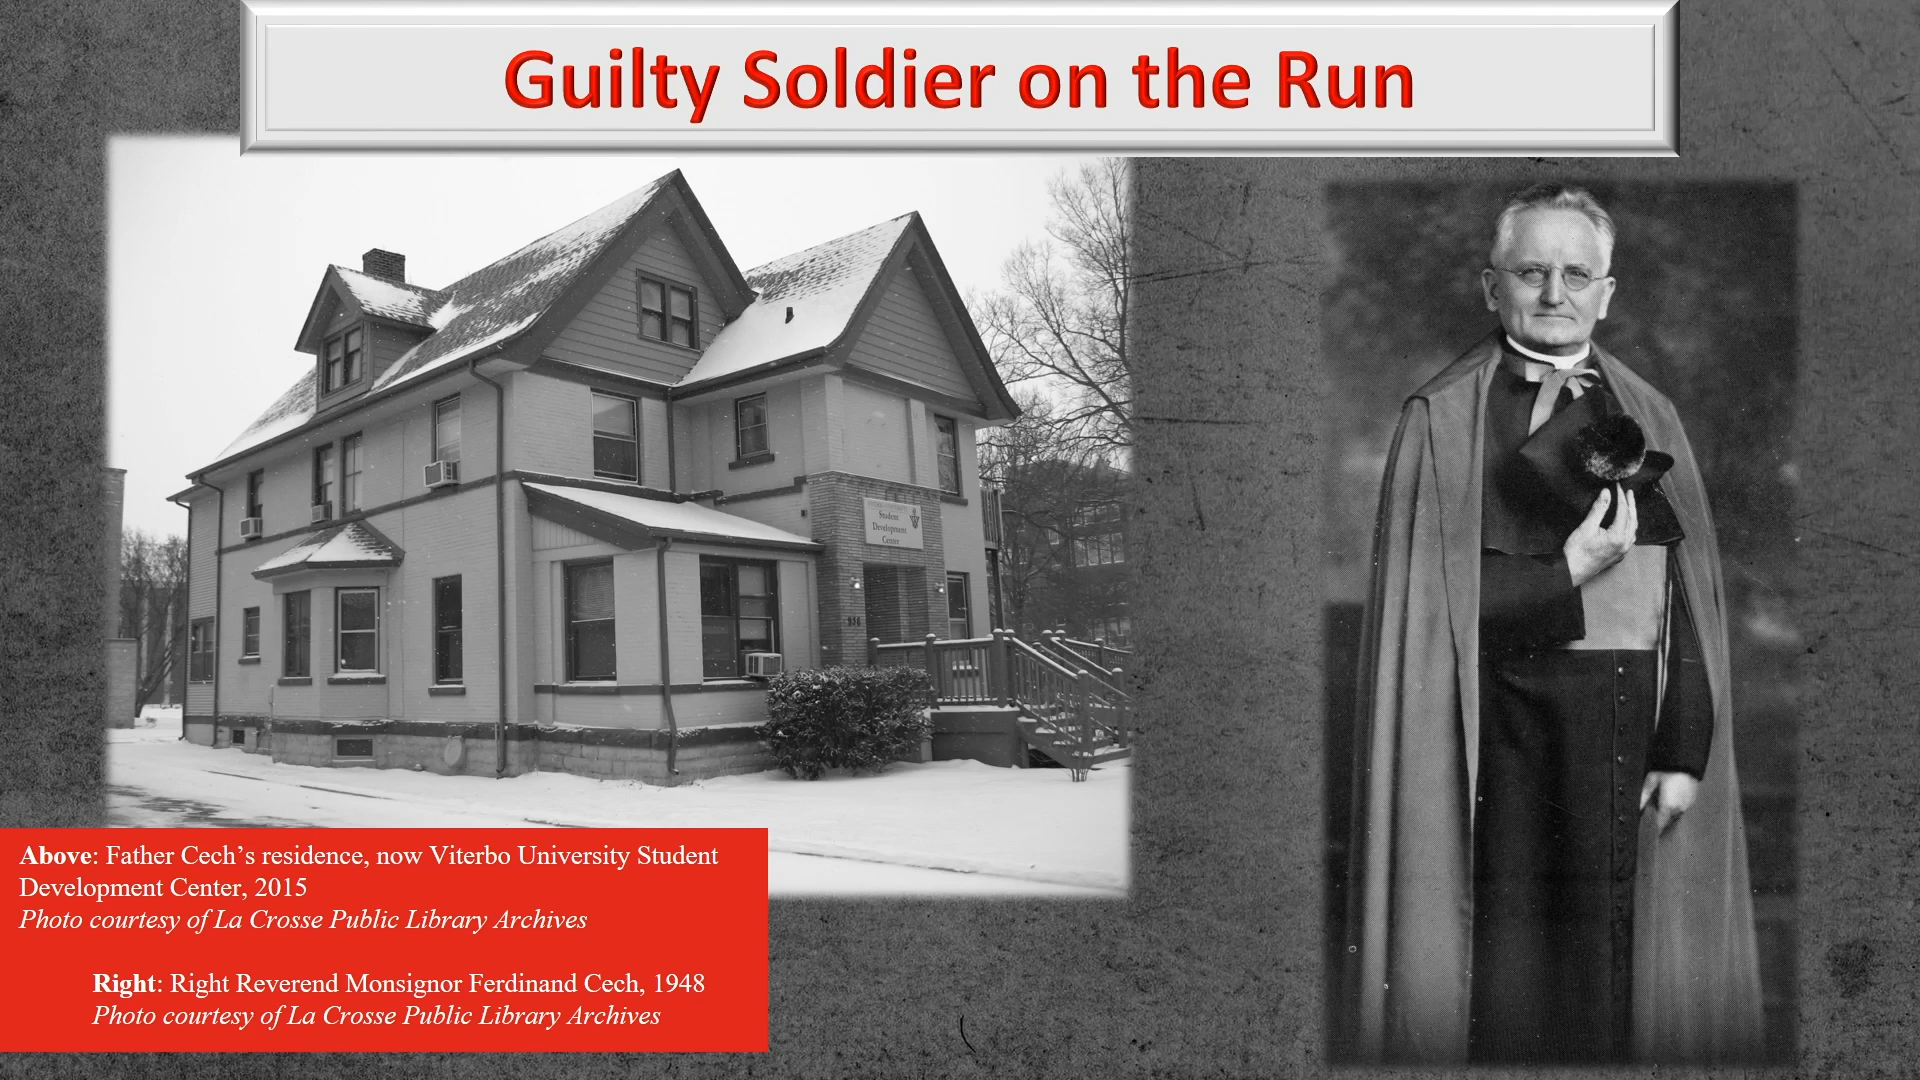 Guilty Soldier on the Run
Student
Development
Center
936
Above: Father Cech’s residence, now Viterbo University Student
Development Center, 2015
Photo courtesy of La Crosse Public Library Archives
Right: Right Reverend Monsignor Ferdinand Cech, 1948
Photo courtesy of La Crosse Public Library Archives